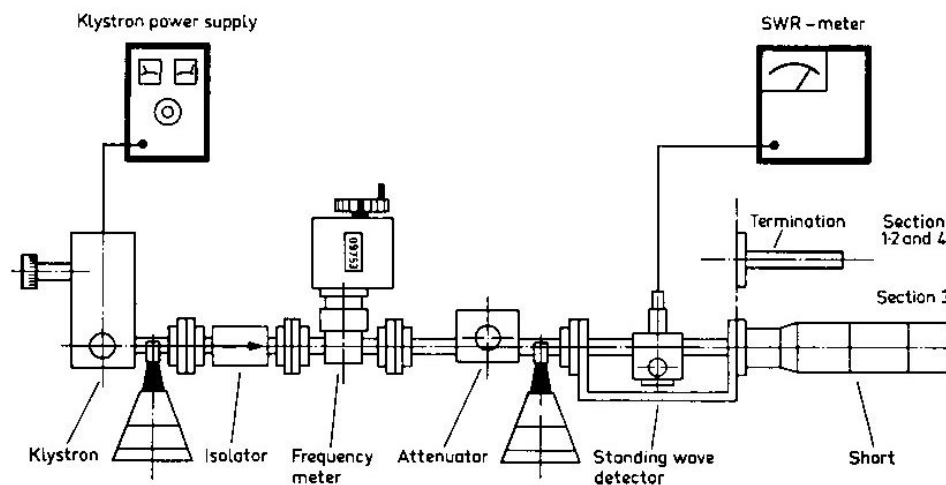 Klystron power supply
SWR-meter
Termination
Section
1-2 and 4
Section 3
09753
Klystron
Isolator
Frequency
meter
Attenuator
Standing wave
detector
Short